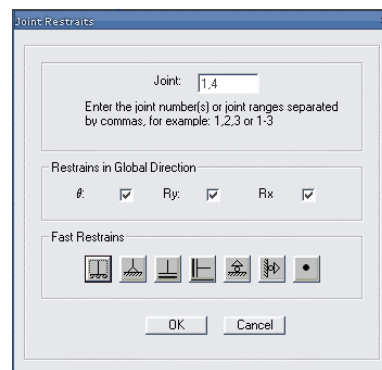 Joint Restraits
Joint: 1,4
Enter the joint number(s) or joint ranges separated
by commas, for example: 1,2,3 or 1-3
Restrains in Global Direction
θ: Ry: Rx
Fast Restrains
OK Cancel